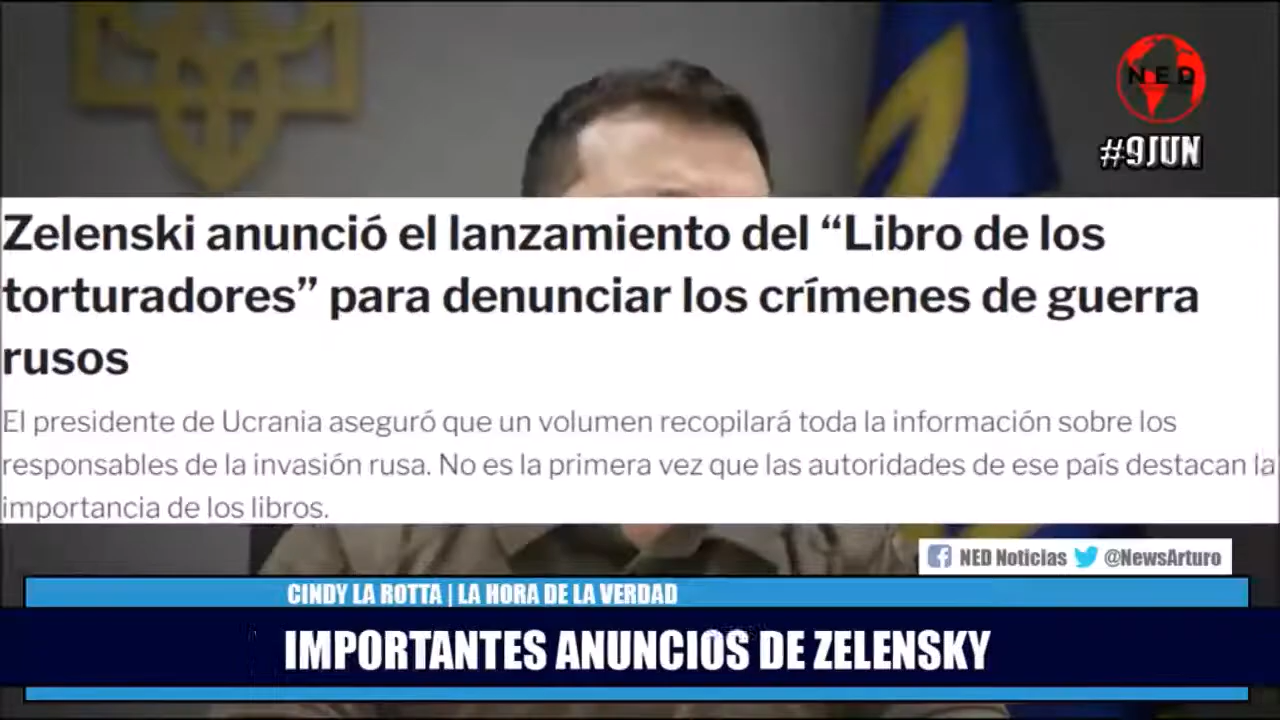 NED
#9JUN
Zelenski anunció el lanzamiento del “Libro de los
torturadores” para denunciar los crímenes de guerra
rusos
El presidente de Ucrania aseguró que un volumen recopilará toda la información sobre los
responsables de la invasión rusa. No es la primera vez que las autoridades de ese país destacan la
importancia de los libros.
NED Noticias @NewsArturo
CINDY LA ROTTA | LA HORA DE LA VERDAD
IMPORTANTES ANUNCIOS DE ZELENSKY